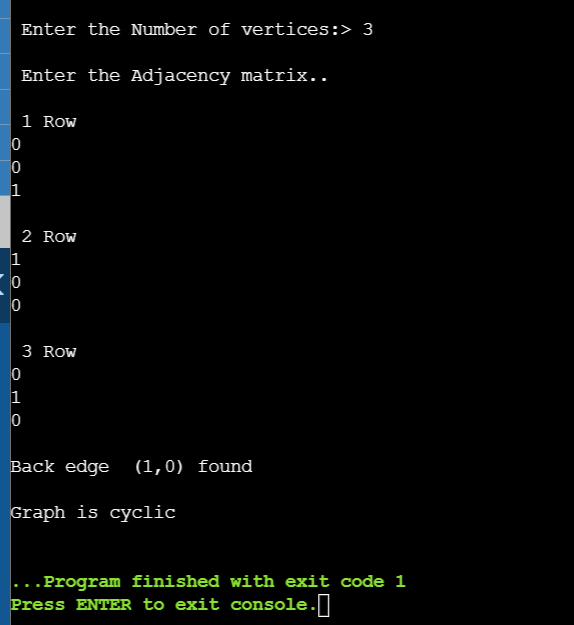 Enter the Number of vertices:> 3
Enter the Adjacency matrix..
1 Row
0
0
1
2 Row
1
0
0
3 Row
0
1
0
Back edge  (1,0) found
Graph is cyclic
...Program finished with exit code 1
Press ENTER to exit console.